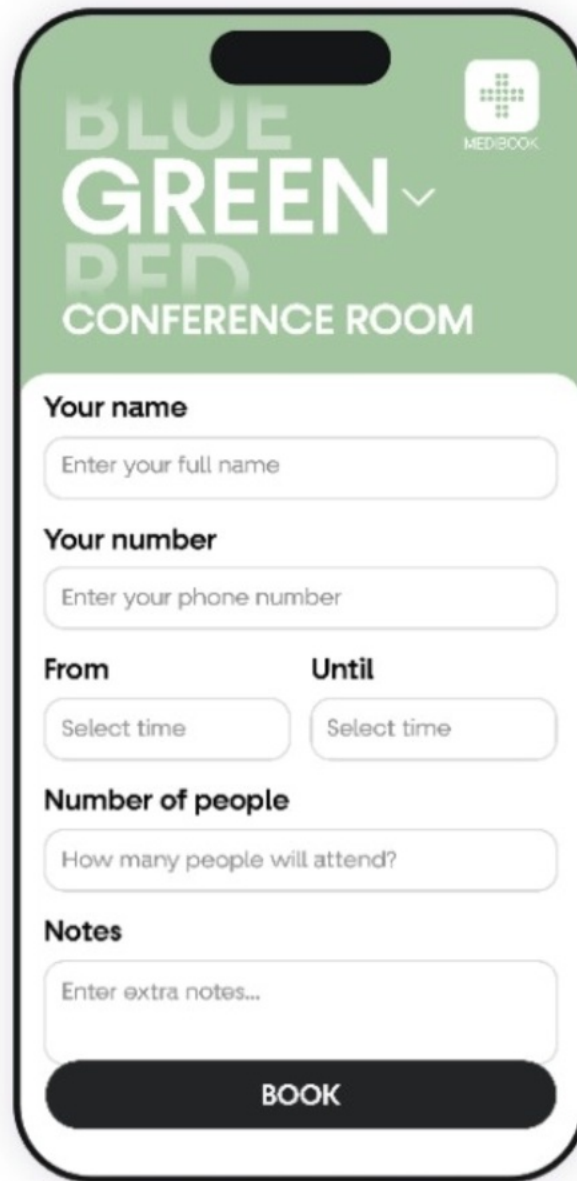 BLUE
MEDIBOOK
GREEN
RED
CONFERENCE ROOM
Your name
Enter your full name
Your number
Enter your phone number
From Until
Select time Select time
Number of people
How many people will attend?
Notes
Enter extra notes...
BOOK